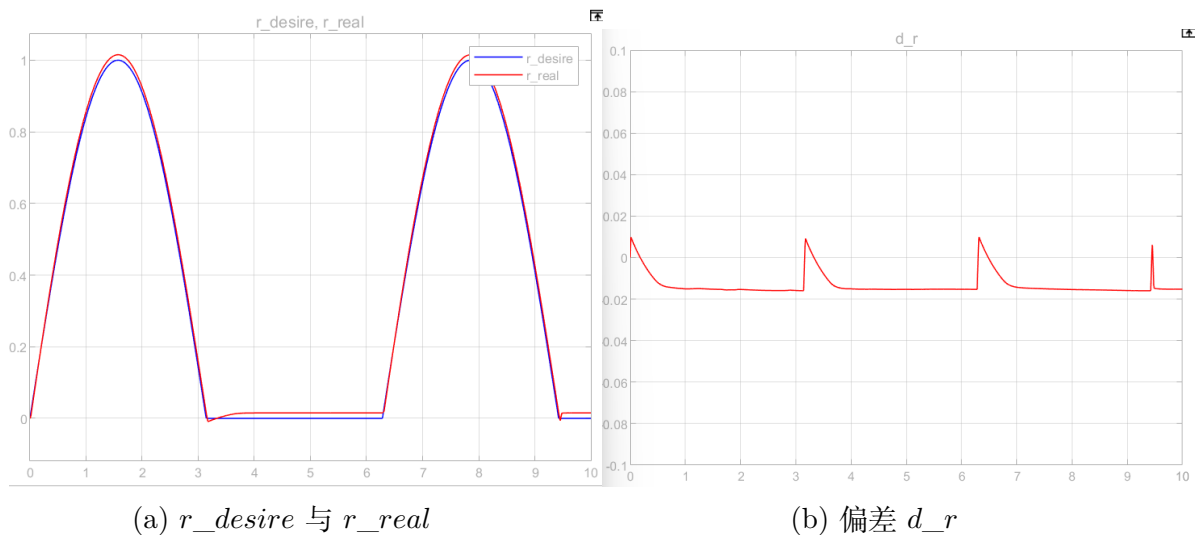 r_desire, r_real
r_desire
r_real
1
0.8
0.6
0.4
0.2
0
0 1 2 3 4 5 6 7 8 9 10
(a) r_desire 与 r_real
d_r
0.1
0.08
0.06
0.04
0.02
0
0.02
0.04
0.06
0.08
-0.1
0 1 2 3 4 5 6 7 8 9 10
(b) 偏差 d_r